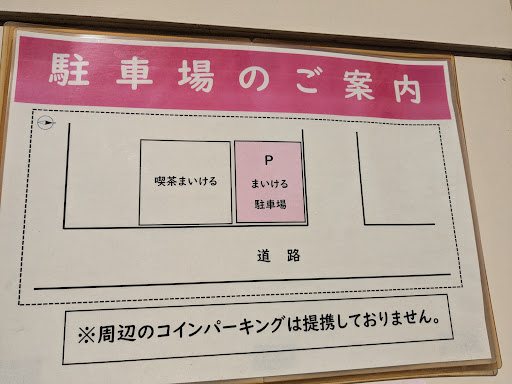 駐車場のご案内
喫茶まいける
P
まいける
駐車場
道路
※周辺のコインパーキングは提携しておりません。